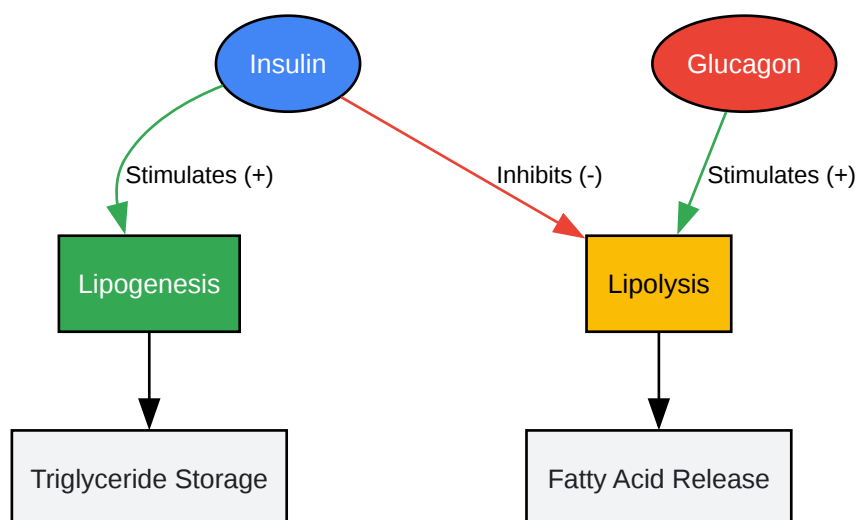 Insulin
Glucagon
Stimulates (+)
Inhibits (-)
Stimulates (+)
Lipogenesis
Lipolysis
Triglyceride Storage
Fatty Acid Release